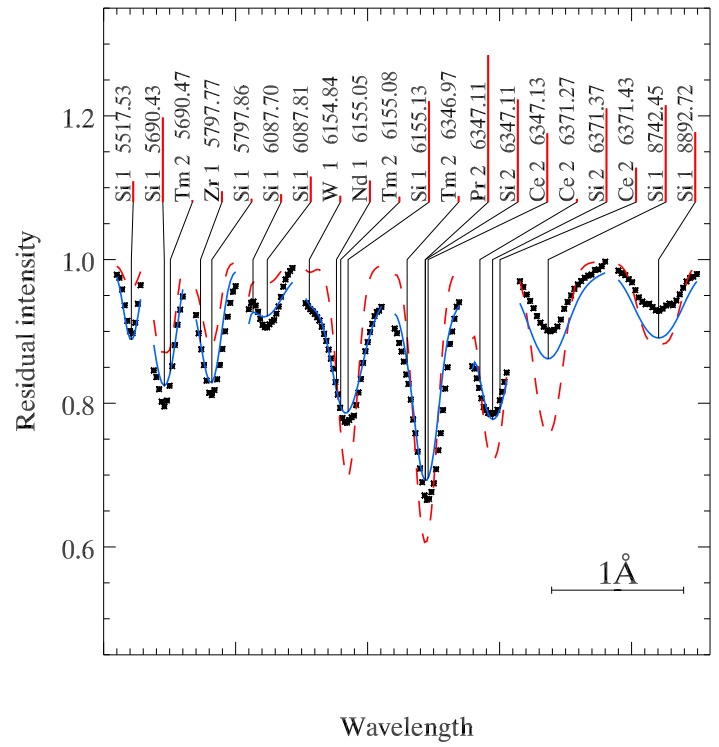 Si 1 5517.53
Si 1 5690.43
Tm 2 5690.47
Zr 1 5797.77
Si 1 5797.86
Si 1 6087.70
Si 1 6087.81
W 1 6154.84
Nd 1 6155.05
Tm 2 6155.08
Si 1 6155.13
Tm 2 6346.97
Pr 2 6347.11
Si 2 6347.11
Ce 2 6347.13
Ce 2 6371.27
Si 2 6371.37
Ce 2 6371.43
Si 1 8742.45
Si 1 8892.72
1.2
1.0
0.8
0.6
Residual intensity
1Å
Wavelength